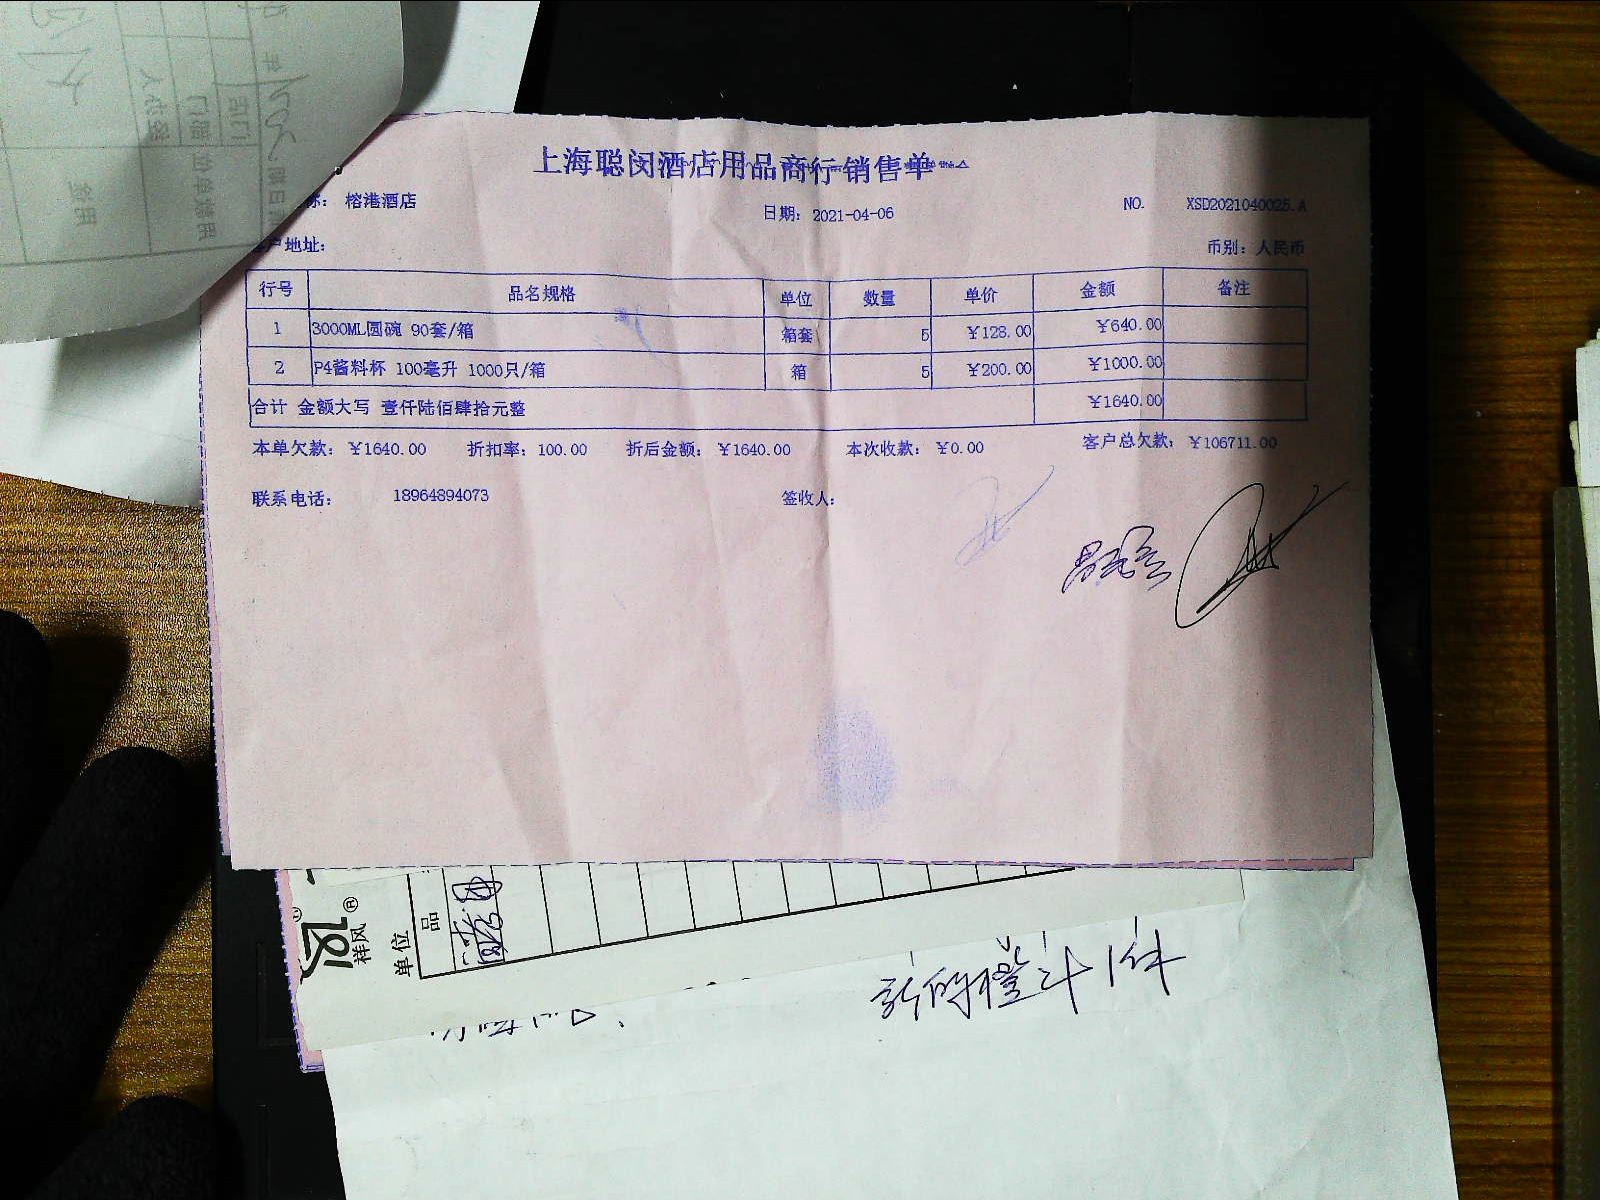 上海聪闵酒店用品商行销售单
称： 榕港酒店 日期： 2021-04-06 NO. XSD2021040025.A
客户地址： 币别：人民币
行号 品名规格 单位 数量 单价 金额 备注
1 3000ML圆碗 90套/箱 箱套 5 ¥128.00 ¥640.00
2 P4酱料杯 100毫升 1000只/箱 箱 5 ¥200.00 ¥1000.00
合计 金额大写 壹仟陆佰肆拾元整 ¥1640.00
本单欠款： ¥1640.00 折扣率：100.00 折后金额： ¥1640.00 本次收款： ¥0.00 客户总欠款： ¥106711.00
联系电话： 18964894073 签收人：
祥风®
单位
品